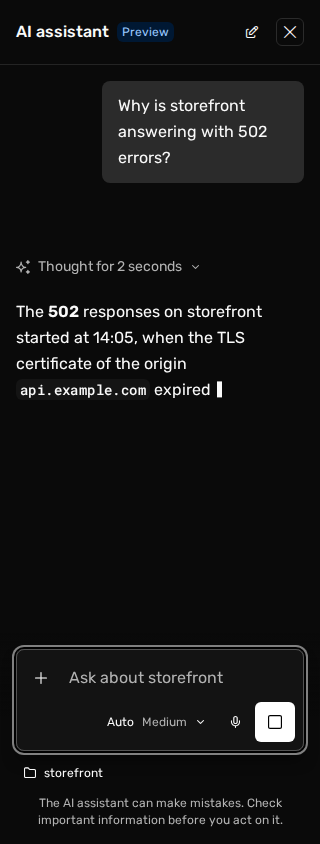 AI assistant Preview
Why is storefront
answering with 502
errors?
Thought for 2 seconds
The 502 responses on storefront
started at 14:05, when the TLS
certificate of the origin
api.example.com expired
Ask about storefront
Auto Medium
storefront
The AI assistant can make mistakes. Check
important information before you act on it.